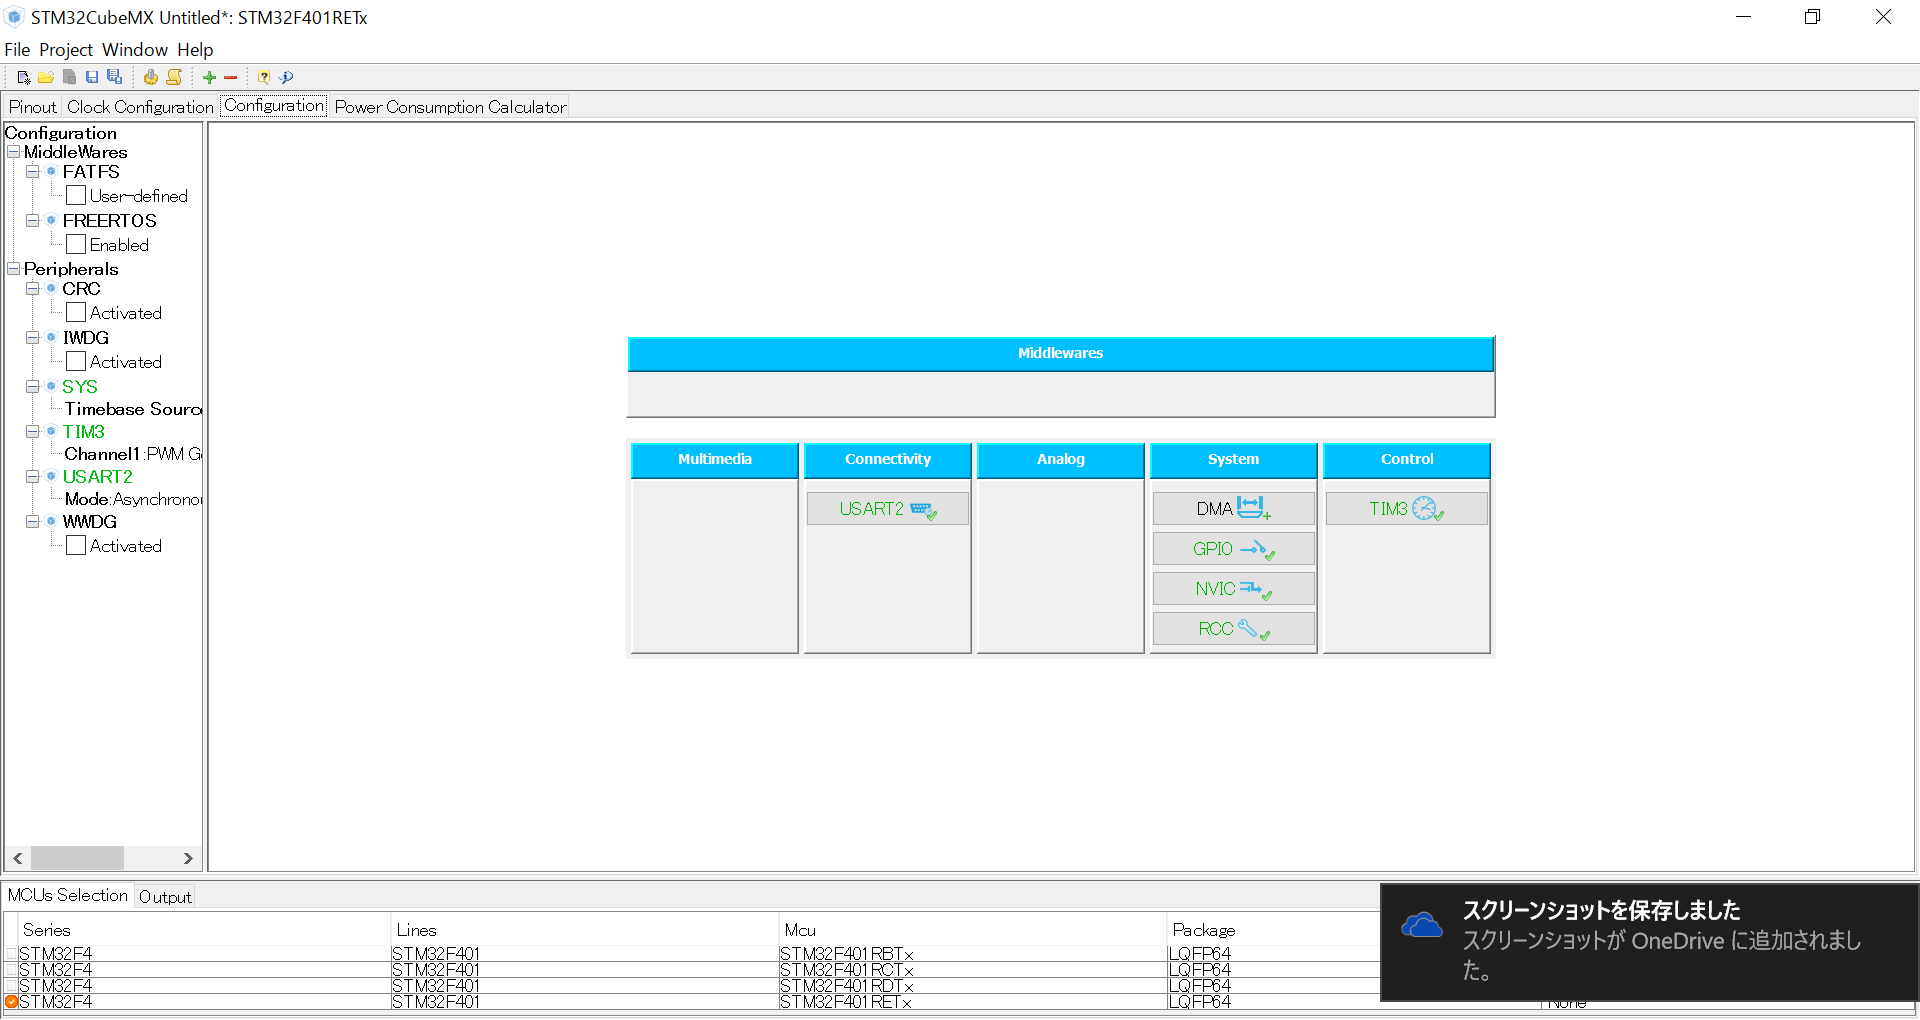 STM32CubeMX Untitled*: STM32F401RETx
File Project Window Help
Pinout Clock Configuration Configuration Power Consumption Calculator
Configuration
MiddleWares
FATFS
User-defined
FREERTOS
Enabled
Peripherals
CRC
Activated
IWDG
Activated
SYS
Timebase Source
TIM3
Channel1:PWM G
USART2
Mode:Asynchrono
WWDG
Activated
Middlewares
Multimedia Connectivity Analog System Control
USART2 DMA TIM3
GPIO
NVIC
RCC
MCUs Selection Output
Series Lines Mcu Package
STM32F4 STM32F401 STM32F401RBTx LQFP64
STM32F4 STM32F401 STM32F401RCTx LQFP64
STM32F4 STM32F401 STM32F401RDTx LQFP64
STM32F4 STM32F401 STM32F401RETx LQFP64 None
スクリーンショットを保存しました
スクリーンショットが OneDrive に追加されまし
た。